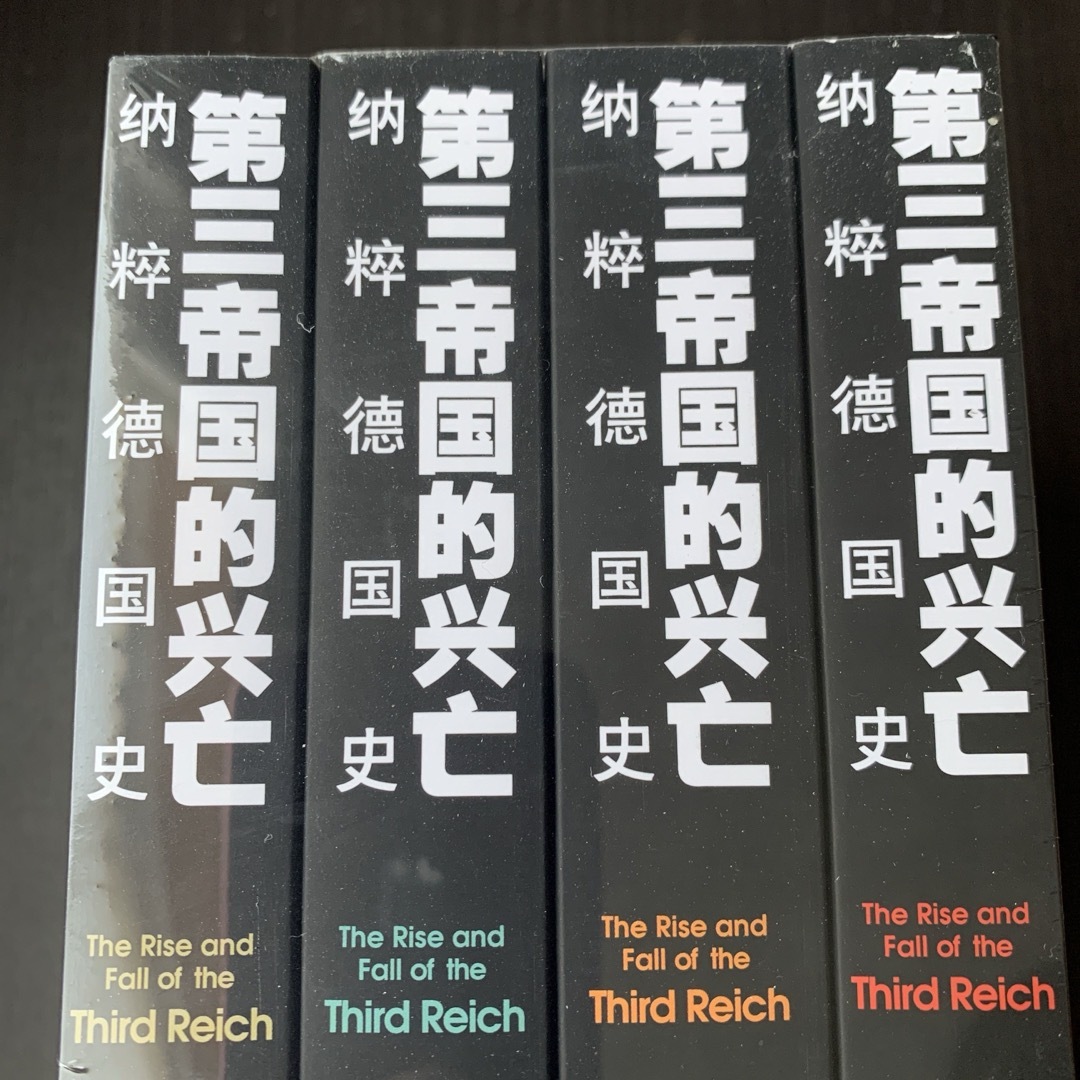 第三帝国的兴亡
纳粹德国史
The Rise and
Fall of the
Third Reich
第三帝国的兴亡
纳粹德国史
The Rise and
Fall of the
Third Reich
第三帝国的兴亡
纳粹德国史
The Rise and
Fall of the
Third Reich
第三帝国的兴亡
纳粹德国史
The Rise and
Fall of the
Third Reich